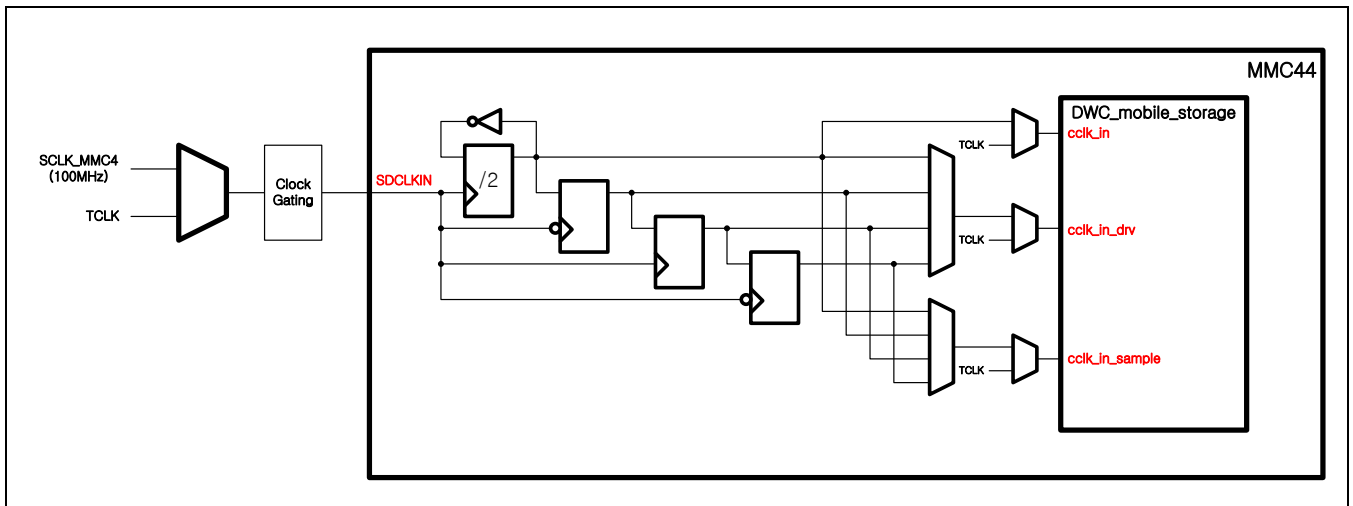 MMC44
DWC_mobile_storage
cclk_in
TCLK
SCLK_MMC4
(100MHz)
/2
SDCLKIN
Clock
Gating
TCLK
cclk_in_drv
TCLK
cclk_in_sample
TCLK